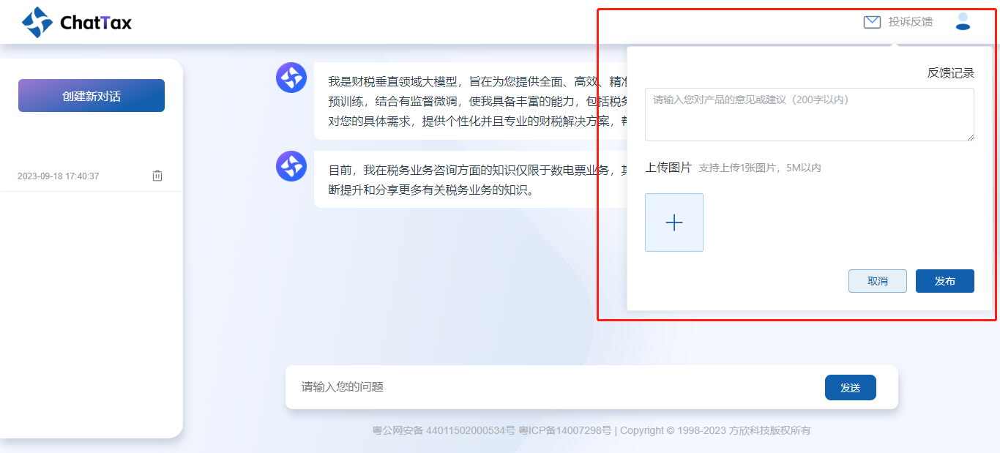 ChatTax
投诉反馈
创建新对话
2023-09-18 17:40:37
我是财税垂直领域大模型，旨在为您提供全面、高效、精准
预训练，结合有监督微调，使我具备丰富的能力，包括税务
对您的具体需求，提供个性化并且专业的财税解决方案，帮
目前，我在税务业务咨询方面的知识仅限于数电票业务，其
断提升和分享更多有关税务业务的知识。
反馈记录
请输入您对产品的意见或建议（200字以内）
上传图片 支持上传1张图片，5M以内
取消 发布
请输入您的问题 发送
粤公网安备 44011502000534号 粤ICP备14007298号 | Copyright © 1998-2023 方欣科技版权所有